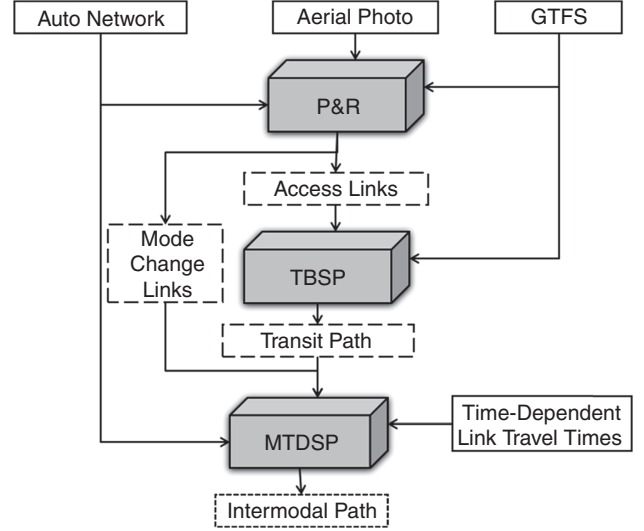 Auto Network
Aerial Photo
GTFS
P&R
Access Links
Mode
Change
Links
TBSP
Transit Path
Time-Dependent
Link Travel Times
MTDSP
Intermodal Path